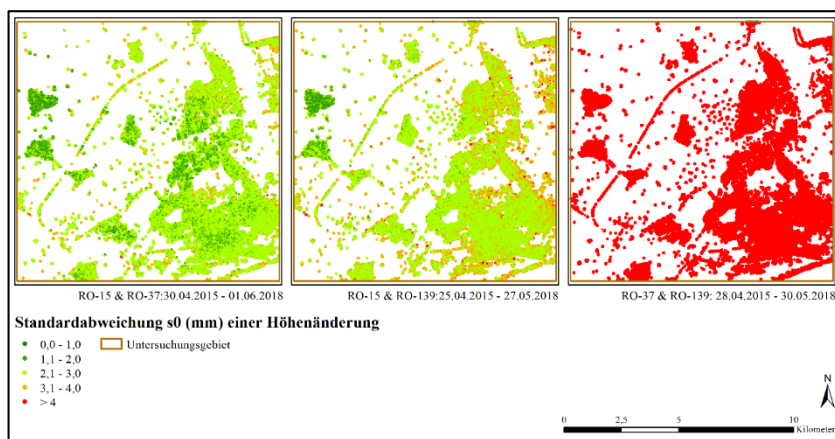 RO-15 & RO-37:30.04.2015 - 01.06.2018
RO-15 & RO-139:25.04.2015 - 27.05.2018
RO-37 & RO-139: 28.04.2015 - 30.05.2018
Standardabweichung s0 (mm) einer Höhenänderung
0,0 - 1,0
Untersuchungsgebiet
1,1 - 2,0
2,1 - 3,0
3,1 - 4,0
> 4
N
0 2,5 5 10
Kilometer